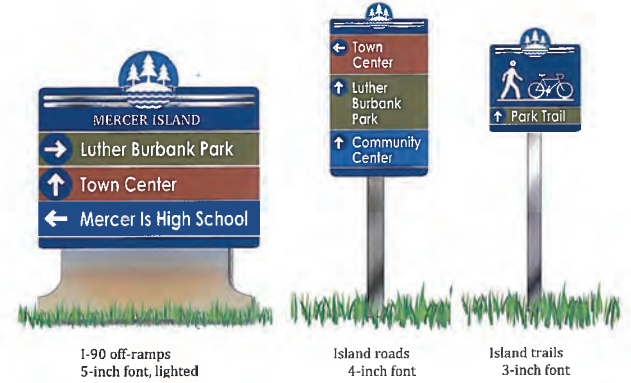 MERCER ISLAND
Luther Burbank Park
Town Center
Mercer Is High School
Town
Center
Luther
Burbank
Park
Community
Center
Park Trail
I-90 off-ramps
5-inch font, lighted
Island roads
4-inch font
Island trails
3-inch font